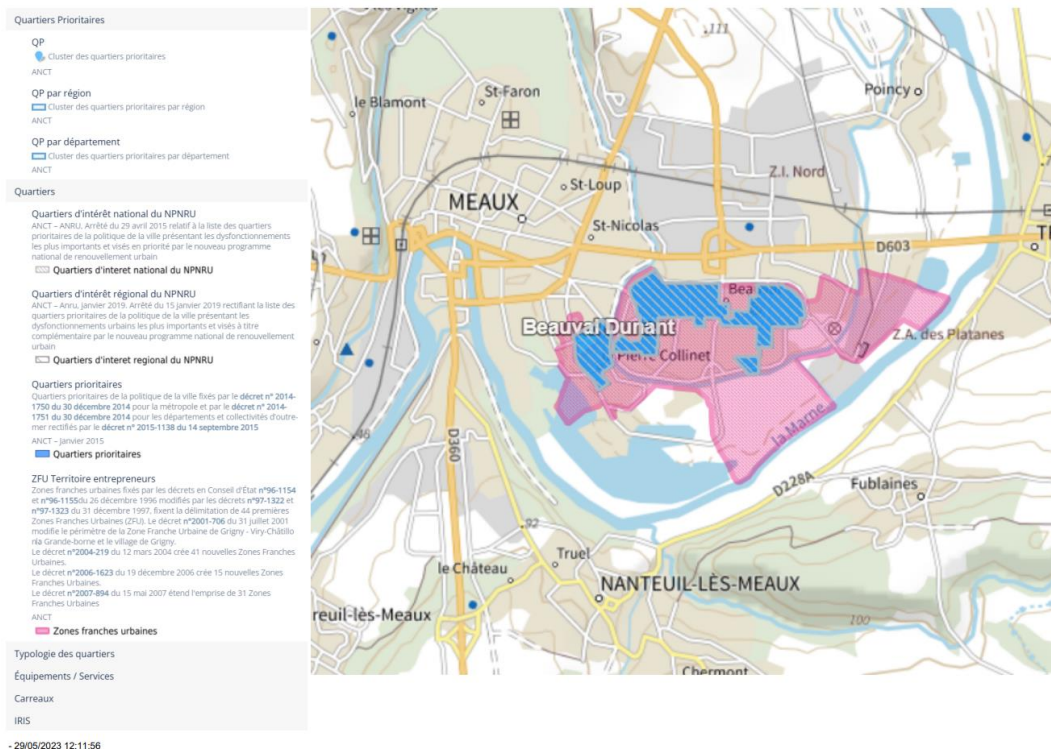 Quartiers Prioritaires
QP
Cluster des quartiers prioritaires
ANCT
QP par région
Cluster des quartiers prioritaires par région
ANCT
QP par département
Cluster des quartiers prioritaires par département
ANCT
Quartiers
Quartiers d'intérêt national du NPNRU
ANCT – ANRU. Arrêté du 29 avril 2015 relatif à la liste des quartiers
prioritaires de la politique de la ville présentant les dysfonctionnements
les plus importants et visés en priorité par le nouveau programme
national de renouvellement urbain
Quartiers d'interet national du NPNRU
Quartiers d'intérêt régional du NPNRU
ANCT – Anru, janvier 2019. Arrêté du 15 janvier 2019 rectifiant la liste des
quartiers prioritaires de la politique de la ville présentant les
dysfonctionnements urbains les plus importants et visés à titre
complémentaire par le nouveau programme national de renouvellement
urbain
Quartiers d'interet regional du NPNRU
Quartiers prioritaires
Quartiers prioritaires de la politique de la ville fixés par le décret n° 2014-
1750 du 30 décembre 2014 pour la métropole et par le décret n° 2014-
1751 du 30 décembre 2014 pour les départements et collectivités d'outre-
mer rectifiés par le décret n° 2015-1138 du 14 septembre 2015
ANCT – Janvier 2015
Quartiers prioritaires
ZFU Territoire entrepreneurs
Zones franches urbaines fixés par les décrets en Conseil d'État n°96-1154
et n°96-1155du 26 décembre 1996 modifiés par les décrets n°97-1322 et
n°97-1323 du 31 décembre 1997, fixent la délimitation de 44 premières
Zones Franches Urbaines (ZFU). Le décret n°2001-706 du 31 juillet 2001
modifie le périmètre de la Zone Franche Urbaine de Grigny - Viry-Châtillo
n(a Grande-borne et le village de Grigny.
Le décret n°2004-219 du 12 mars 2004 crée 41 nouvelles Zones Franches
Urbaines.
Le décret n°2006-1623 du 19 décembre 2006 crée 15 nouvelles Zones
Franches Urbaines.
Le décret n°2007-894 du 15 mai 2007 étend l'emprise de 31 Zones
Franches Urbaines
ANCT
Zones franches urbaines
Typologie des quartiers
Équipements / Services
Carreaux
IRIS
- 29/05/2023 12:11:56
.111
St-Faron
le Blamont
Poincy
Z.I. Nord
St-Loup
MEAUX
St-Nicolas
D603
Bea
Beauval Dunant
Pierre Collinet
Z.A. des Platanes
la Marne
D360
D228A
Fublaines
.92
Truel
le Château
NANTEUIL-LÈS-MEAUX
reuil-lès-Meaux
100
Chermont